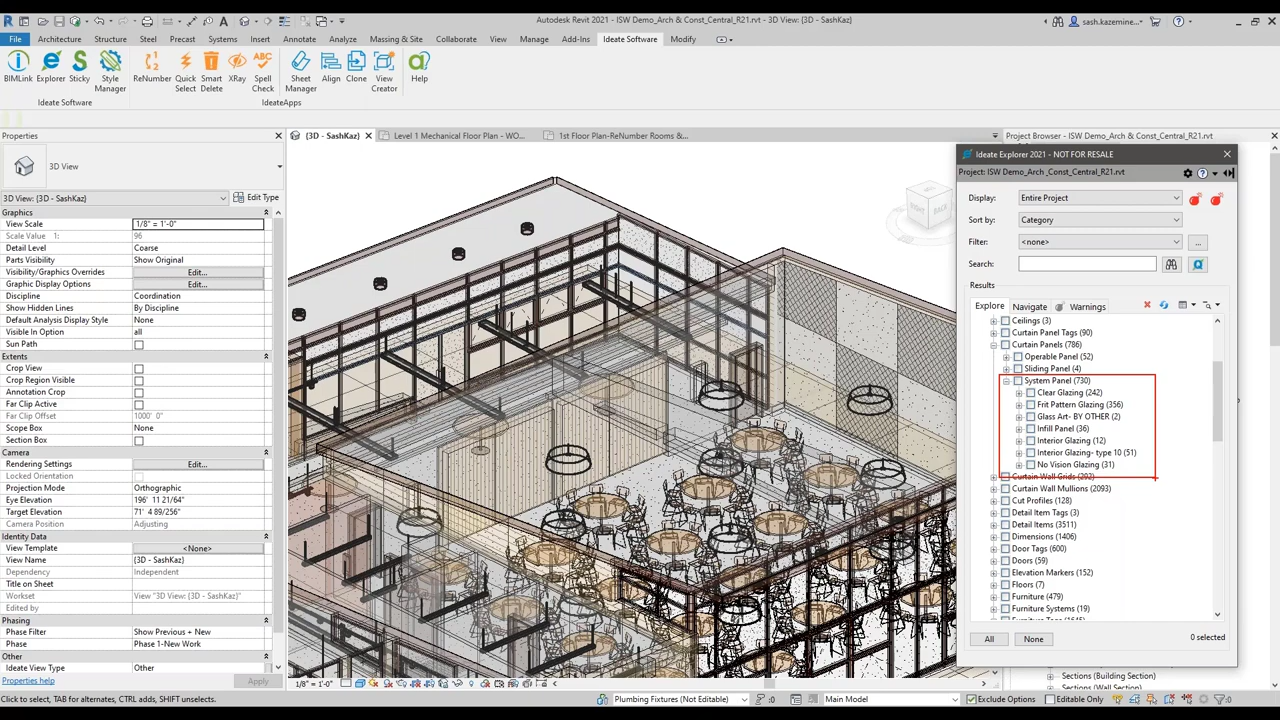 Autodesk Revit 2021 - ISW Demo_Arch & Const_Central_R21.rvt - 3D View: {3D - SashKaz}
sash.kazemine...
File Architecture Structure Steel Precast Systems Insert Annotate Analyze Massing & Site Collaborate View Manage Add-Ins Ideate Software Modify
BIMLink Explorer Sticky Style Manager ReNumber Quick Select Smart Delete XRay Spell Check Sheet Manager Align Clone View Creator Help
Ideate Software IdeateApps
Properties
{3D - SashKaz}
Level 1 Mechanical Floor Plan - WO...
1st Floor Plan-ReNumber Rooms &...
Project Browser - ISW Demo_Arch & Const_Central_R21.rvt
3D View
3D View: {3D - SashKaz} Edit Type
Graphics
View Scale 1/8" = 1'-0"
Scale Value 1: 96
Detail Level Coarse
Parts Visibility Show Original
Visibility/Graphics Overrides Edit...
Graphic Display Options Edit...
Discipline Coordination
Show Hidden Lines By Discipline
Default Analysis Display Style None
Visible In Option all
Sun Path
Extents
Crop View
Crop Region Visible
Annotation Crop
Far Clip Active
Far Clip Offset 1000' 0"
Scope Box None
Section Box
Camera
Rendering Settings Edit...
Locked Orientation
Projection Mode Orthographic
Eye Elevation 196' 11 21/64"
Target Elevation 71' 4 89/256"
Camera Position Adjusting
Identity Data
View Template <None>
View Name {3D - SashKaz}
Dependency Independent
Title on Sheet
Workset View "3D View: {3D - SashKaz}
Edited by
Phasing
Phase Filter Show Previous + New
Phase Phase 1-New Work
Other
Ideate View Type Other
Properties help Apply
RIGHT BACK
Ideate Explorer 2021 - NOT FOR RESALE
Project: ISW Demo_Arch _Const_Central_R21.rvt
Display: Entire Project
Sort by: Category
Filter: <none> ...
Search:
Results
Explore Navigate Warnings
Ceilings (3)
Curtain Panel Tags (90)
Curtain Panels (786)
Operable Panel (52)
Sliding Panel (4)
System Panel (730)
Clear Glazing (242)
Frit Pattern Glazing (356)
Glass Art- BY OTHER (2)
Infill Panel (36)
Interior Glazing (12)
Interior Glazing- type 10 (51)
No Vision Glazing (31)
Curtain Wall Grids (292)
Curtain Wall Mullions (2093)
Cut Profiles (128)
Detail Item Tags (3)
Detail Items (3511)
Dimensions (1406)
Door Tags (600)
Doors (59)
Elevation Markers (152)
Floors (7)
Furniture (479)
Furniture Systems (19)
Furniture Tags (1645)
All None 0 selected
Sections (Building Section)
Sections (Wall Section)
1/8" = 1'-0"
Click to select, TAB for alternates, CTRL adds, SHIFT unselects.
Plumbing Fixtures (Not Editable) :0 Main Model Exclude Options Editable Only :0